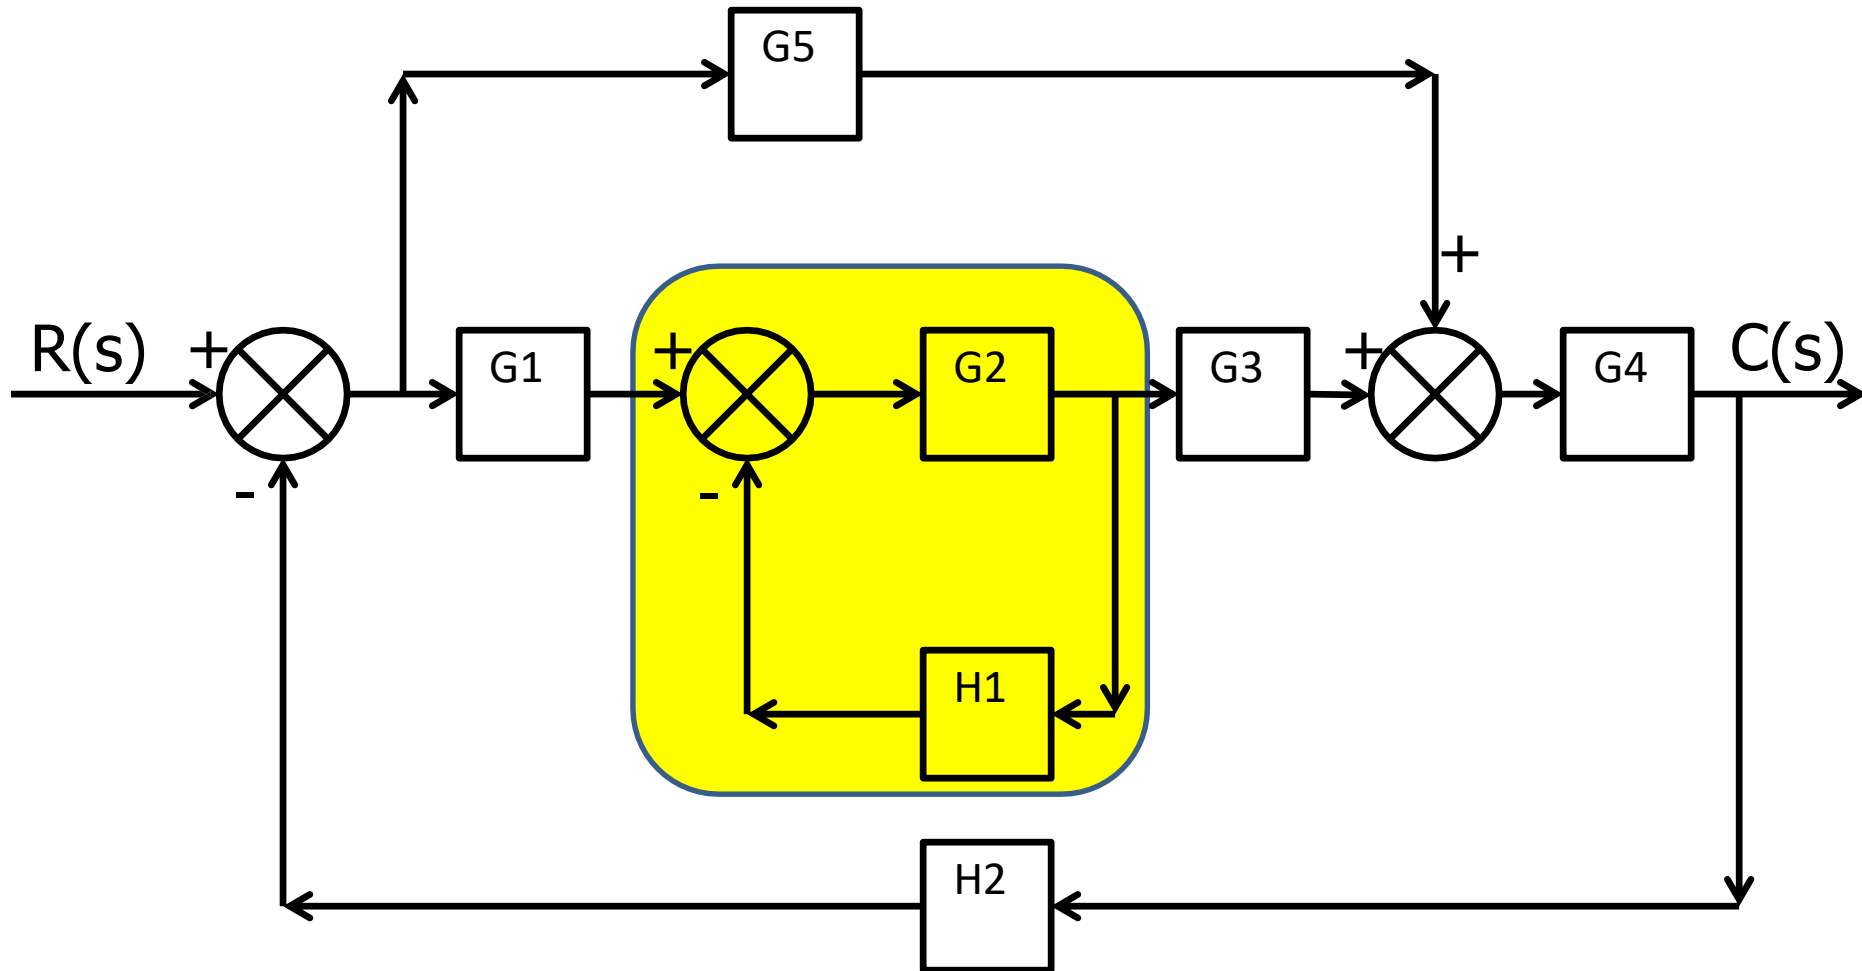 G5
+
R(s)
+
G1
+
G2
G3
+
G4
C(s)
-
-
H1
H2